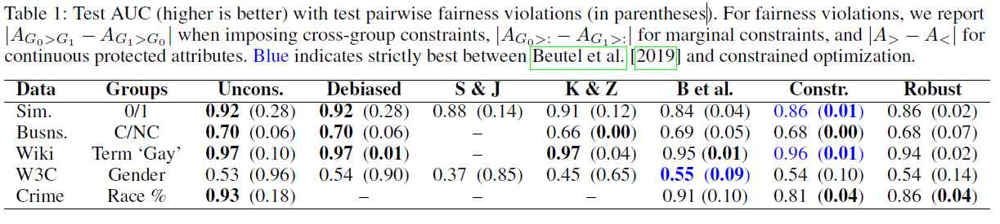 Table 1: Test AUC (higher is better) with test pairwise fairness violations (in parentheses). For fairness violations, we report
|A_{G_0>G_1} − A_{G_1>G_0}| when imposing cross-group constraints, |A_{G_0>:} − A_{G_1>:}| for marginal constraints, and |A_> − A_<| for
continuous protected attributes. Blue indicates strictly best between Beutel et al. [2019] and constrained optimization.
Data Groups Uncons. Debiased S & J K & Z B et al. Constr. Robust
Sim. 0/1 0.92 (0.28) 0.92 (0.28) 0.88 (0.14) 0.91 (0.12) 0.84 (0.04) 0.86 (0.01) 0.86 (0.02)
Busns. C/NC 0.70 (0.06) 0.70 (0.06) – 0.66 (0.00) 0.69 (0.05) 0.68 (0.00) 0.68 (0.07)
Wiki Term ‘Gay’ 0.97 (0.10) 0.97 (0.01) – 0.97 (0.04) 0.95 (0.01) 0.96 (0.01) 0.94 (0.02)
W3C Gender 0.53 (0.96) 0.54 (0.90) 0.37 (0.85) 0.45 (0.65) 0.55 (0.09) 0.54 (0.10) 0.54 (0.14)
Crime Race % 0.93 (0.18) – – – 0.91 (0.10) 0.81 (0.04) 0.86 (0.04)